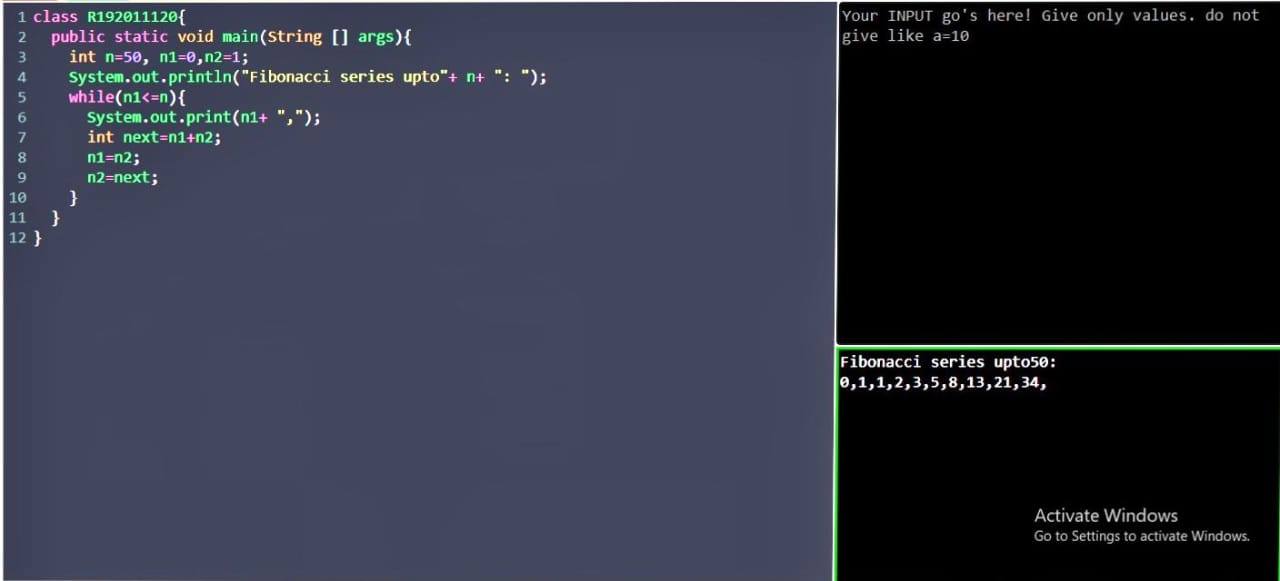 1 class R192011120{
2 public static void main(String [] args){
3 int n=50, n1=0,n2=1;
4 System.out.println("Fibonacci series upto"+ n+ ": ");
5 while(n1<=n){
6 System.out.print(n1+ ",");
7 int next=n1+n2;
8 n1=n2;
9 n2=next;
10 }
11 }
12 }
Your INPUT go's here! Give only values. do not
give like a=10
Fibonacci series upto50:
0,1,1,2,3,5,8,13,21,34,
Activate Windows
Go to Settings to activate Windows.